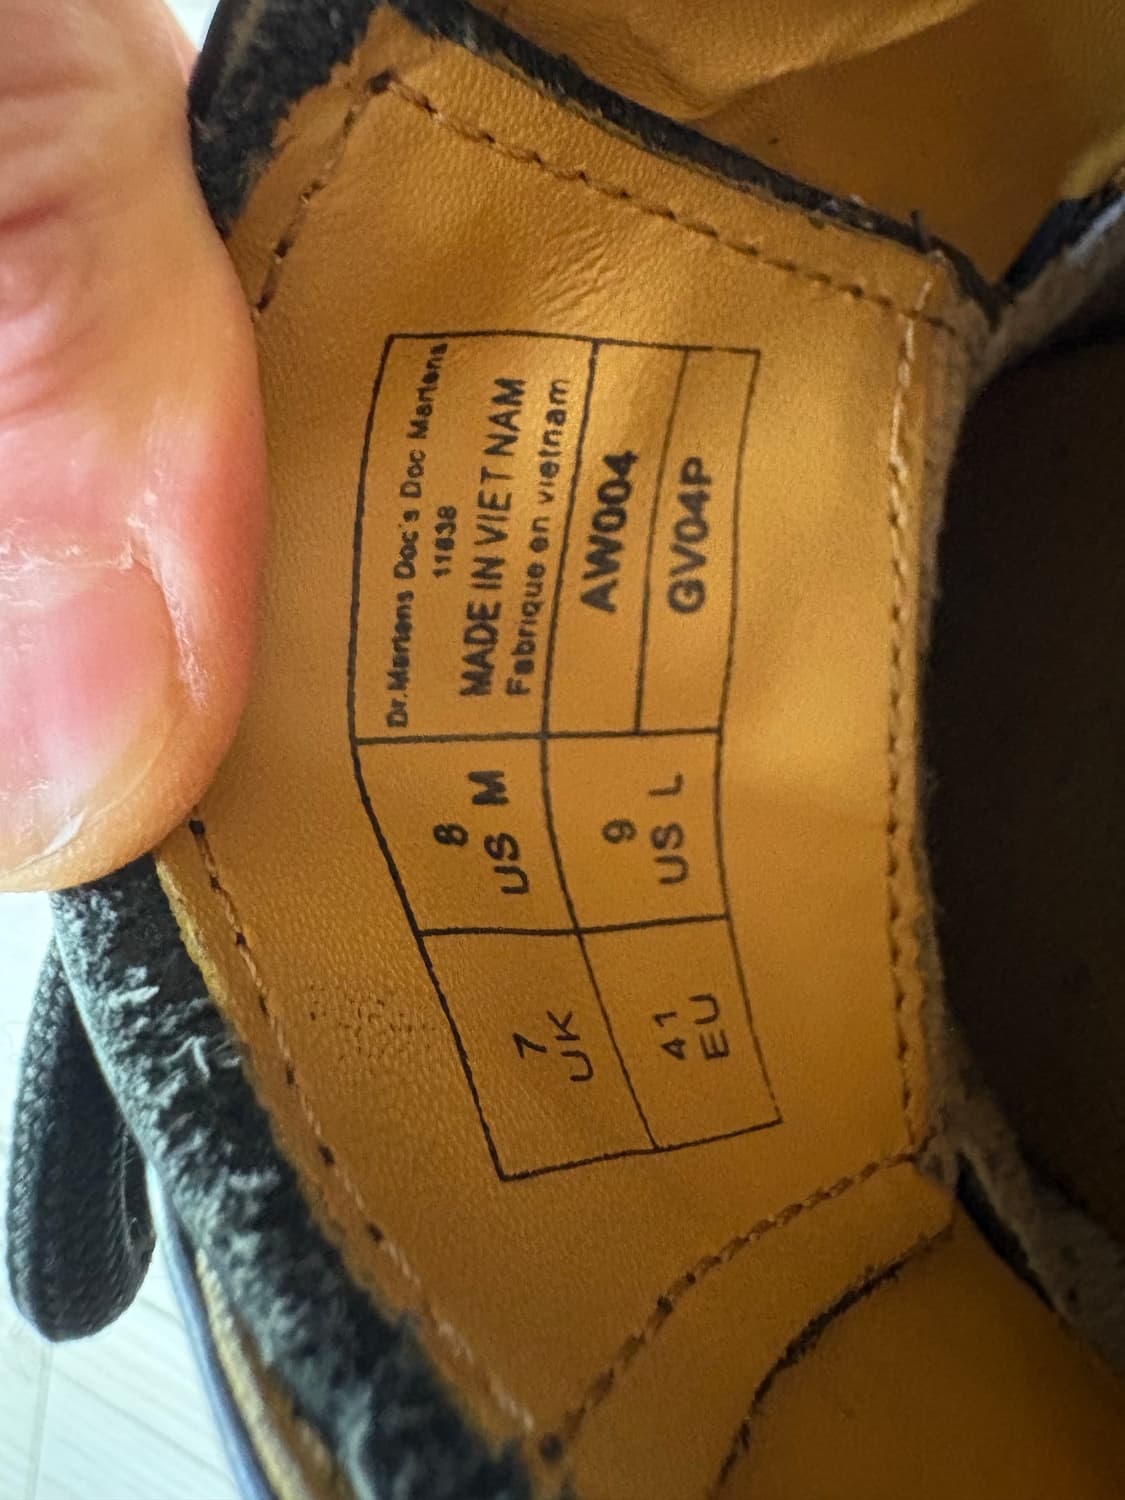 7
UK
8
US M
Dr.Martens Doc's Doc Martens
11838
MADE IN VIET NAM
Fabrique en vietnam
41
EU
9
US L
AW004
GV04P